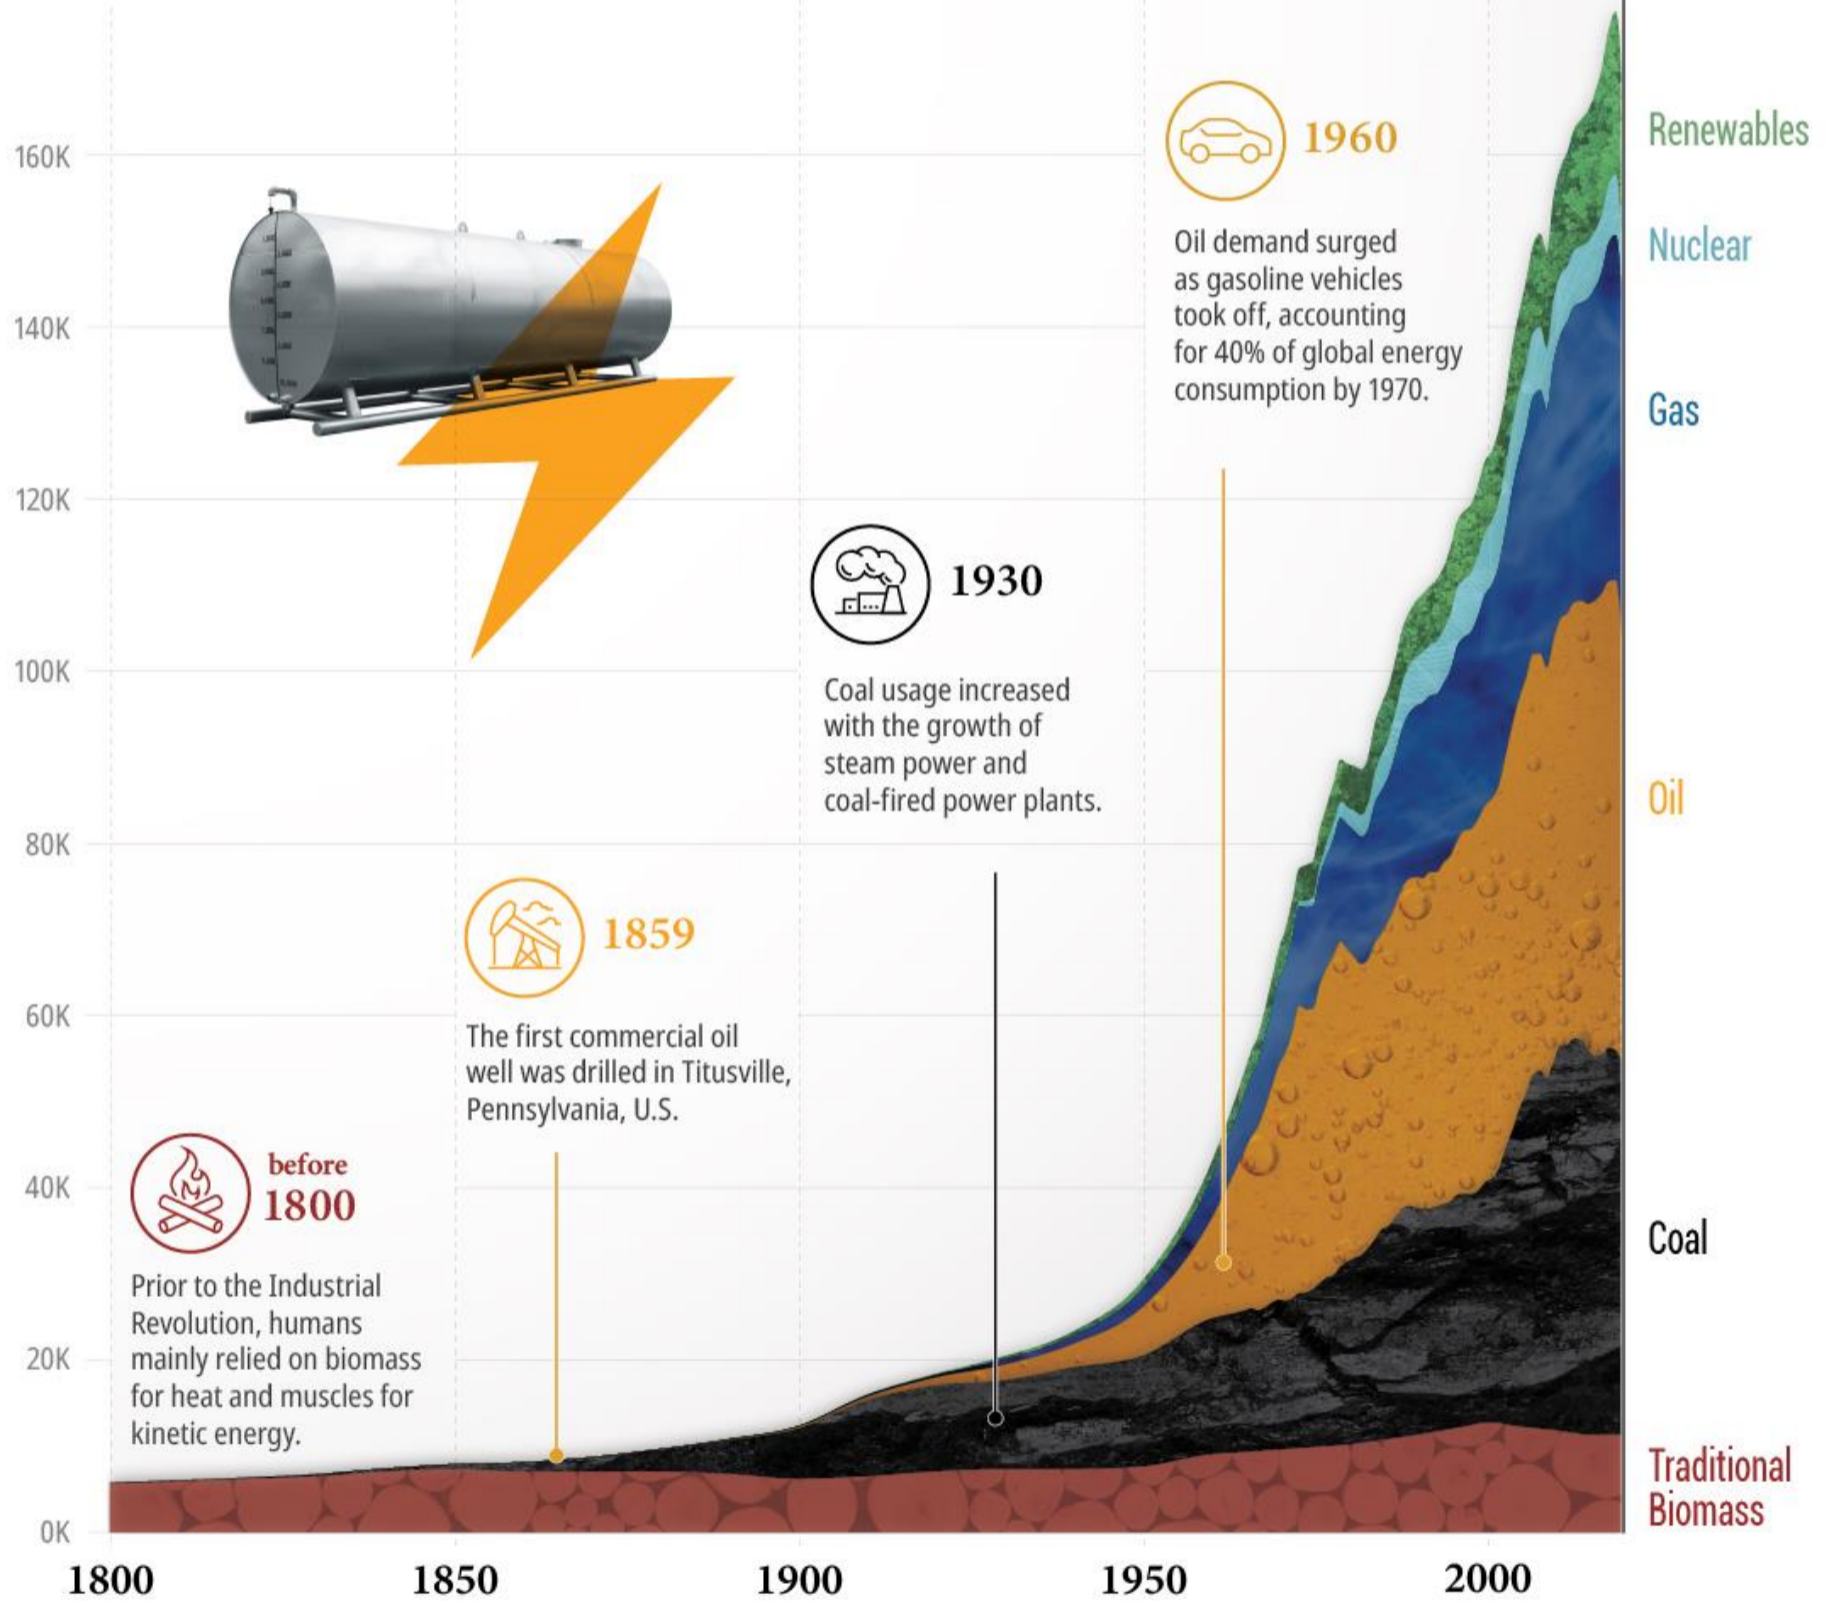 160K
140K
120K
100K
80K
60K
40K
20K
0K
1800
1850
1900
1950
2000
before
1800
Prior to the Industrial
Revolution, humans
mainly relied on biomass
for heat and muscles for
kinetic energy.
1859
The first commercial oil
well was drilled in Titusville,
Pennsylvania, U.S.
1930
Coal usage increased
with the growth of
steam power and
coal-fired power plants.
1960
Oil demand surged
as gasoline vehicles
took off, accounting
for 40% of global energy
consumption by 1970.
Renewables
Nuclear
Gas
Oil
Coal
Traditional
Biomass